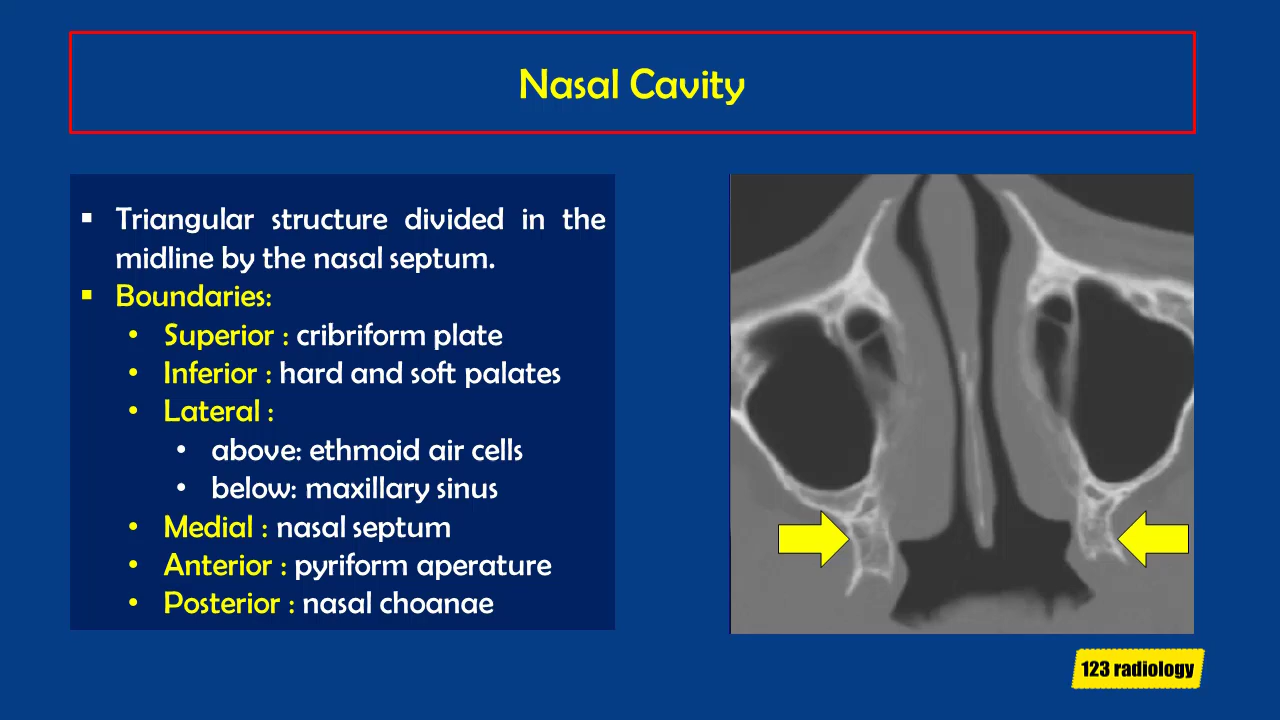 Nasal Cavity
▪ Triangular structure divided in the
midline by the nasal septum.
▪ Boundaries:
• Superior : cribriform plate
• Inferior : hard and soft palates
• Lateral :
• above: ethmoid air cells
• below: maxillary sinus
• Medial : nasal septum
• Anterior : pyriform aperature
• Posterior : nasal choanae
123 radiology